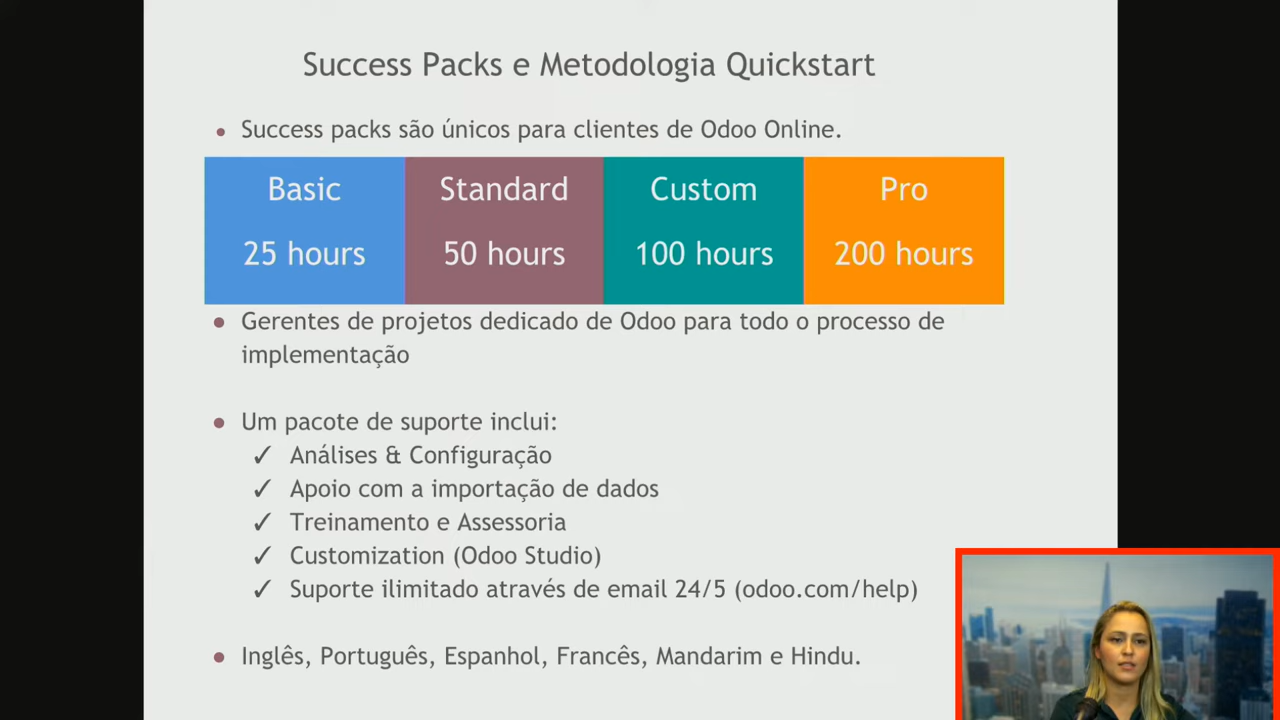 Success Packs e Metodologia Quickstart
● Success packs são únicos para clientes de Odoo Online.
Basic Standard Custom Pro
25 hours 50 hours 100 hours 200 hours
● Gerentes de projetos dedicado de Odoo para todo o processo de
implementação
● Um pacote de suporte inclui:
✓ Análises & Configuração
✓ Apoio com a importação de dados
✓ Treinamento e Assessoria
✓ Customization (Odoo Studio)
✓ Suporte ilimitado através de email 24/5 (odoo.com/help)
● Inglês, Português, Espanhol, Francês, Mandarim e Hindu.